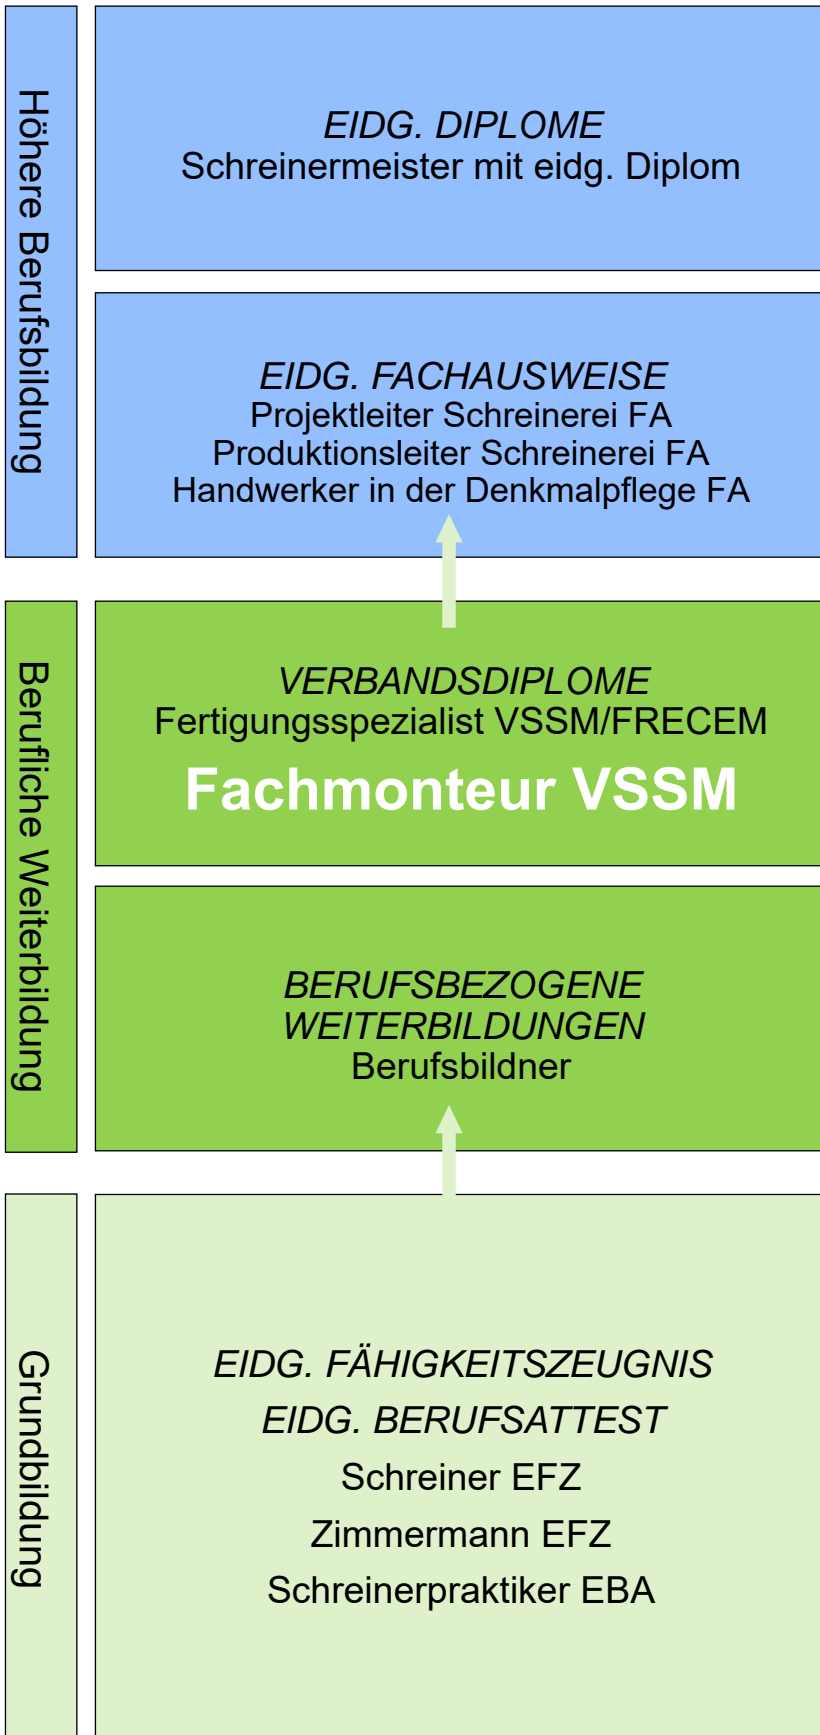 Höhere Berufsbildung
EIDG. DIPLOME
Schreinermeister mit eidg. Diplom
EIDG. FACHAUSWEISE
Projektleiter Schreinerei FA
Produktionsleiter Schreinerei FA
Handwerker in der Denkmalpflege FA
Berufliche Weiterbildung
VERBANDSDIPLOME
Fertigungsspezialist VSSM/FRECEM
Fachmonteur VSSM
BERUFSBEZOGENE
WEITERBILDUNGEN
Berufsbildner
Grundbildung
EIDG. FÄHIGKEITSZEUGNIS
EIDG. BERUFSATTEST
Schreiner EFZ
Zimmermann EFZ
Schreinerpraktiker EBA